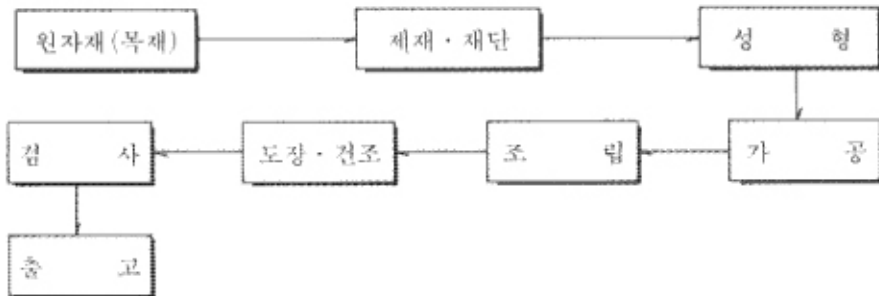 원자재(목재)
제재·재단
성 형
가 공
조 립
도장·건조
검 사
출 고